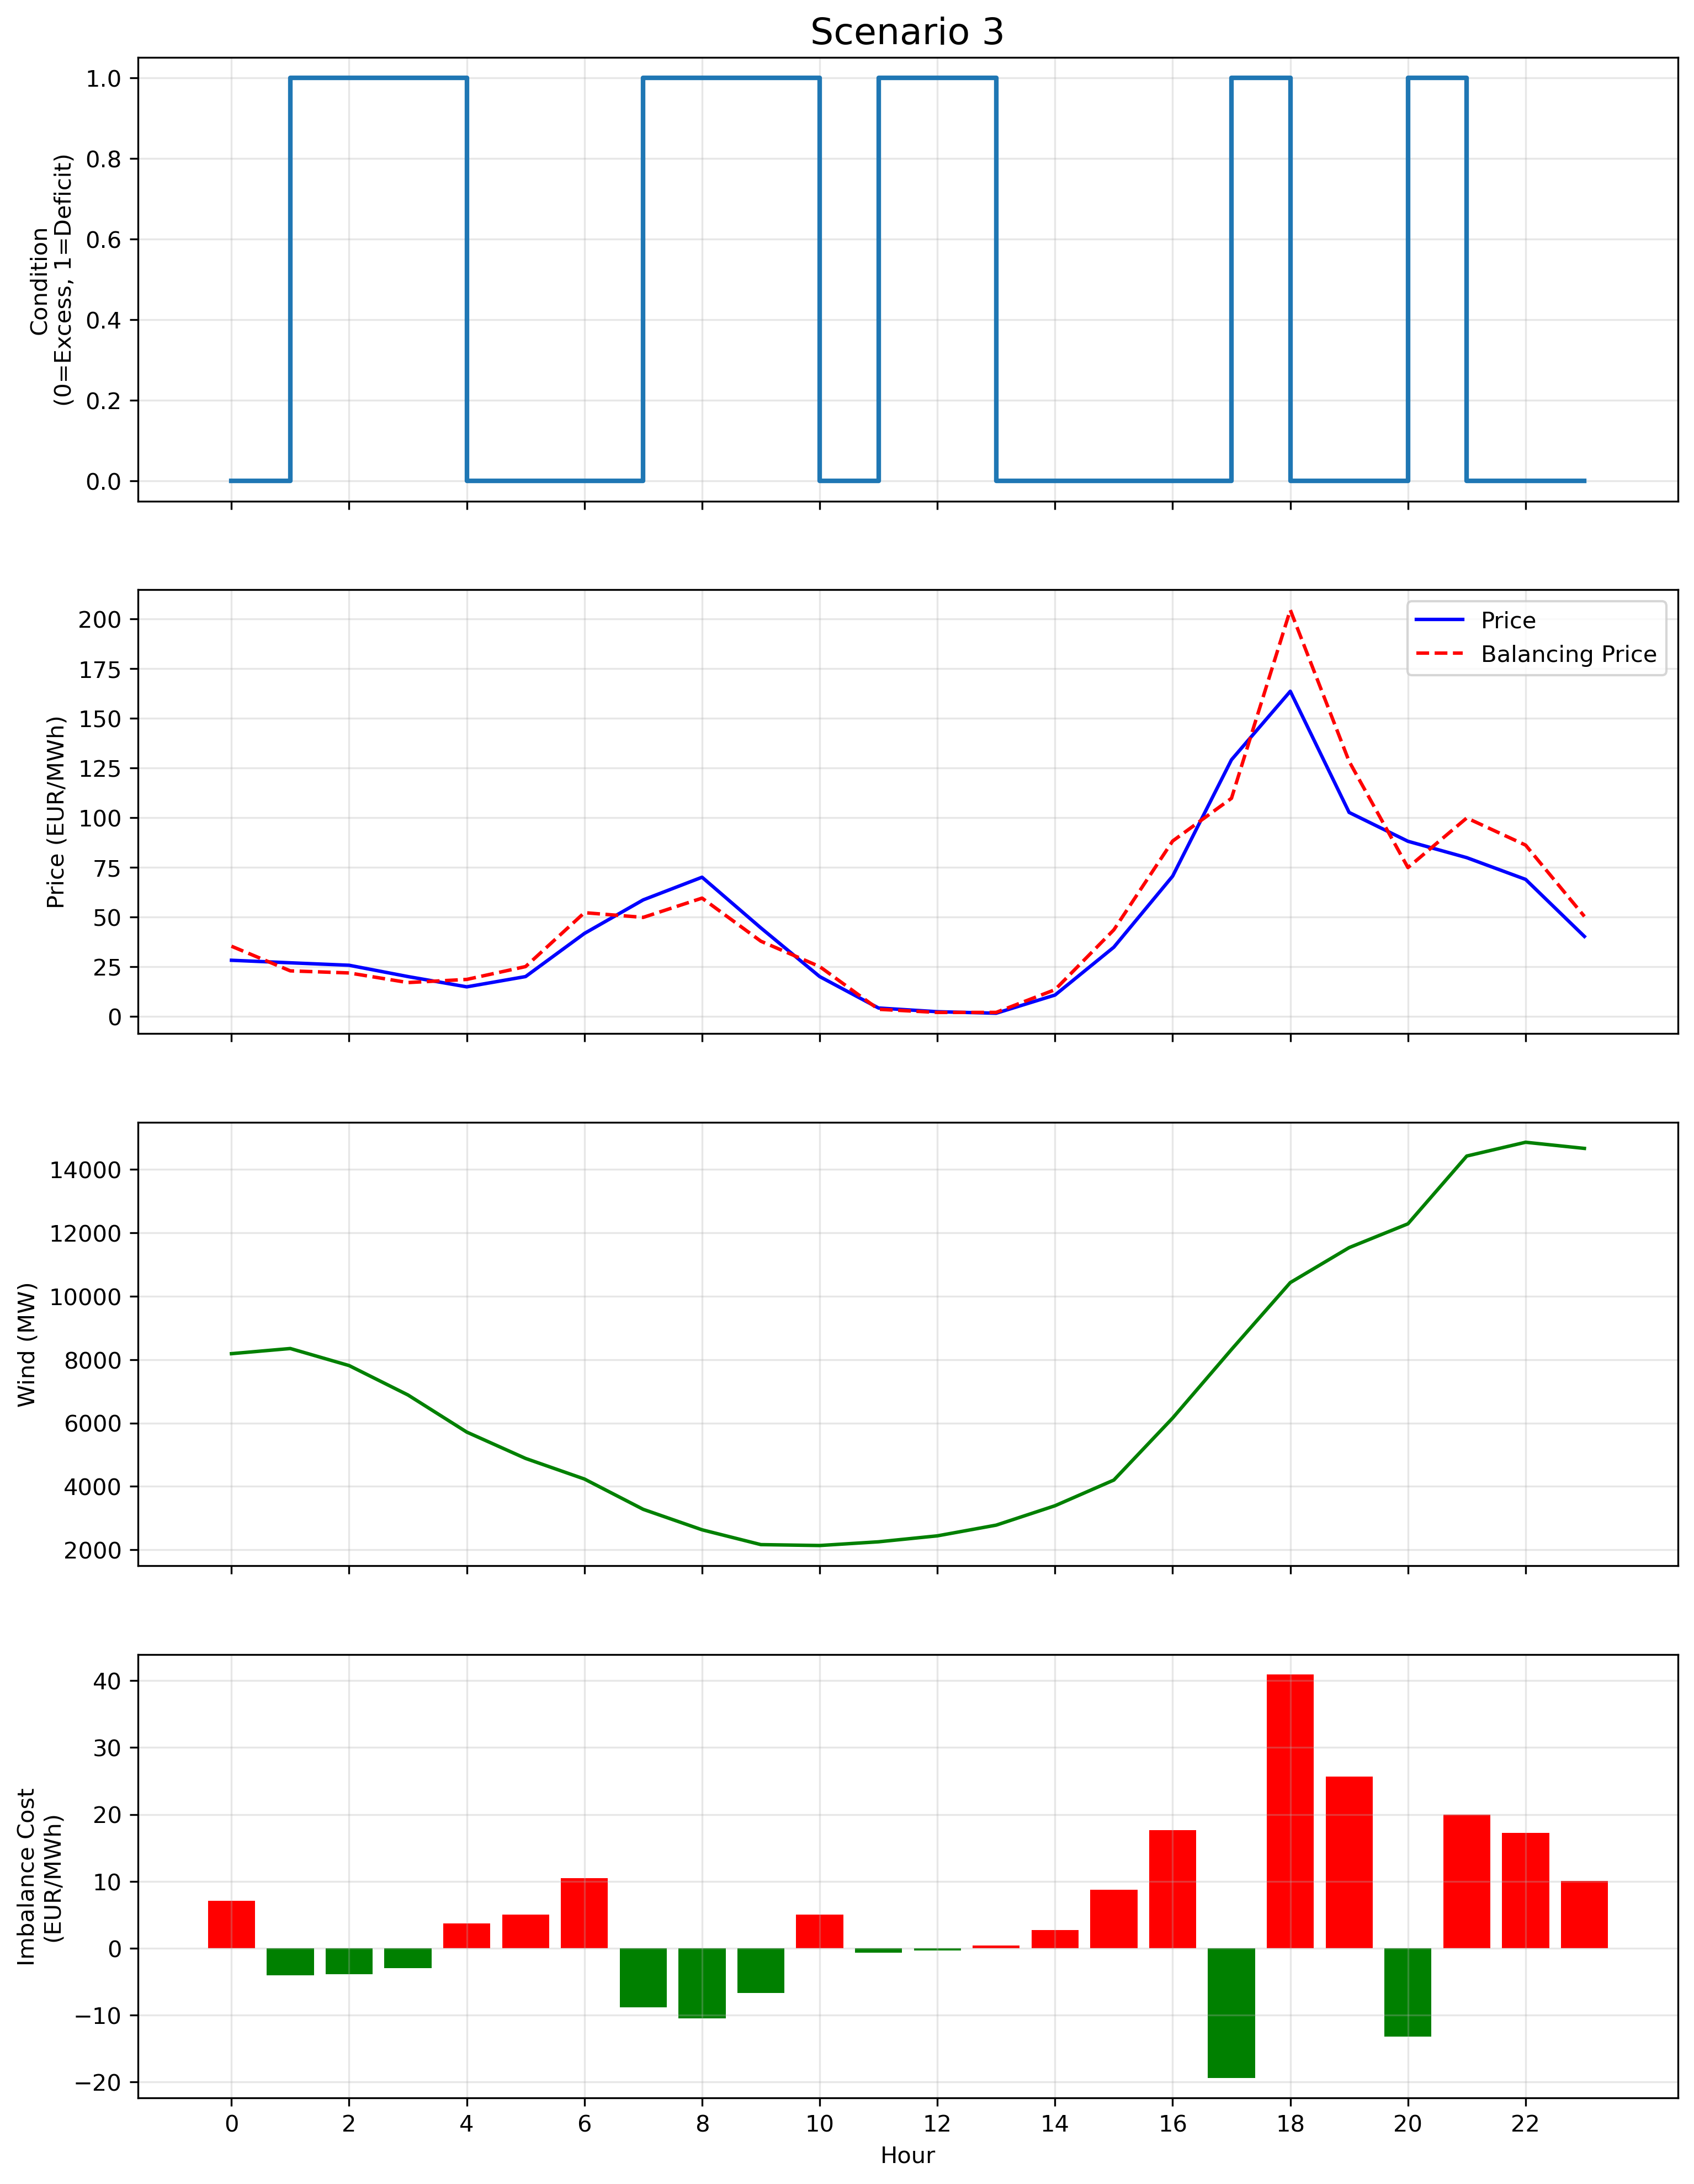 Scenario 3
Condition
(0=Excess, 1=Deficit)
1.0
0.8
0.6
0.4
0.2
0.0
Price (EUR/MWh)
200
175
150
125
100
75
50
25
0
Price
Balancing Price
Wind (MW)
14000
12000
10000
8000
6000
4000
2000
Imbalance Cost
(EUR/MWh)
40
30
20
10
0
−10
−20
0 2 4 6 8 10 12 14 16 18 20 22
Hour